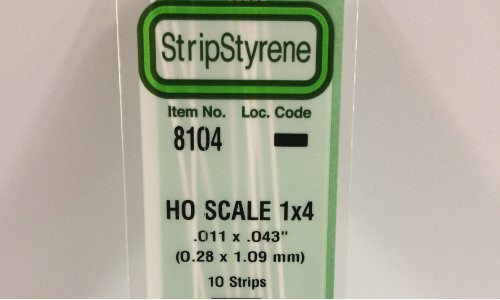 StripStyrene
Item No. Loc. Code
8104
HO SCALE 1x4
.011 x .043"
(0.28 x 1.09 mm)
10 Strips